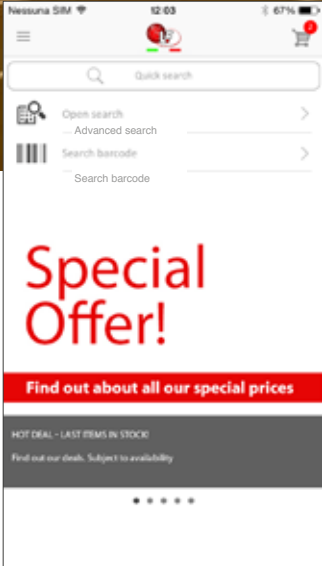 Nessuna SIM 12:03 67%
2
Quick search
Open search
Advanced search
Search barcode
Search barcode
Special
Offer!
Find out about all our special prices
HOT DEAL - LAST ITEMS IN STOCK!
Find out our deals. Subject to availability